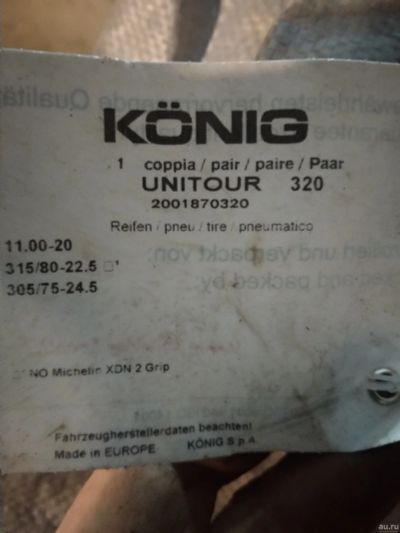 KÖNIG
1 coppia / pair / paire / Paar
UNITOUR 320
2001870320
Reifen / pneu / tire / pneumatico
11.00-20
315/80-22.5 □¹
305/75-24.5
NO Michelin XDN 2 Grip
Fahrzeugherstellerdaten beachten!
Made in EUROPE KÖNIG S.p.A.
au.ru